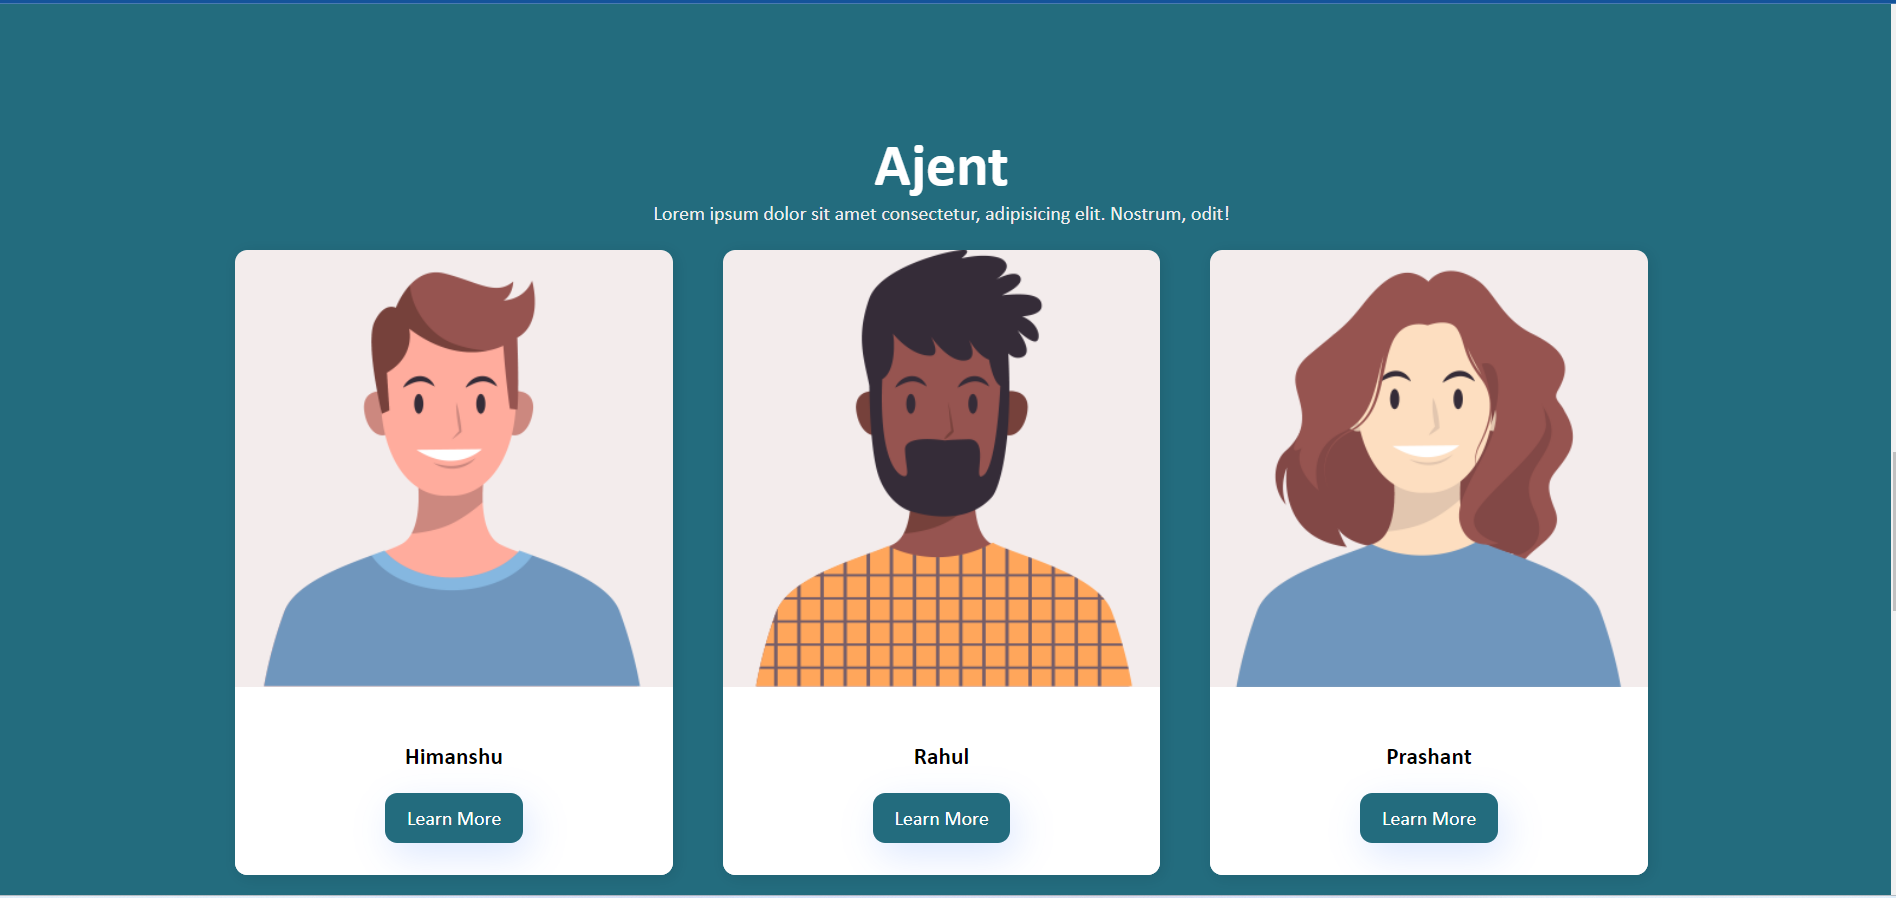 Ajent
Lorem ipsum dolor sit amet consectetur, adipisicing elit. Nostrum, odit!
Himanshu
Learn More
Rahul
Learn More
Prashant
Learn More